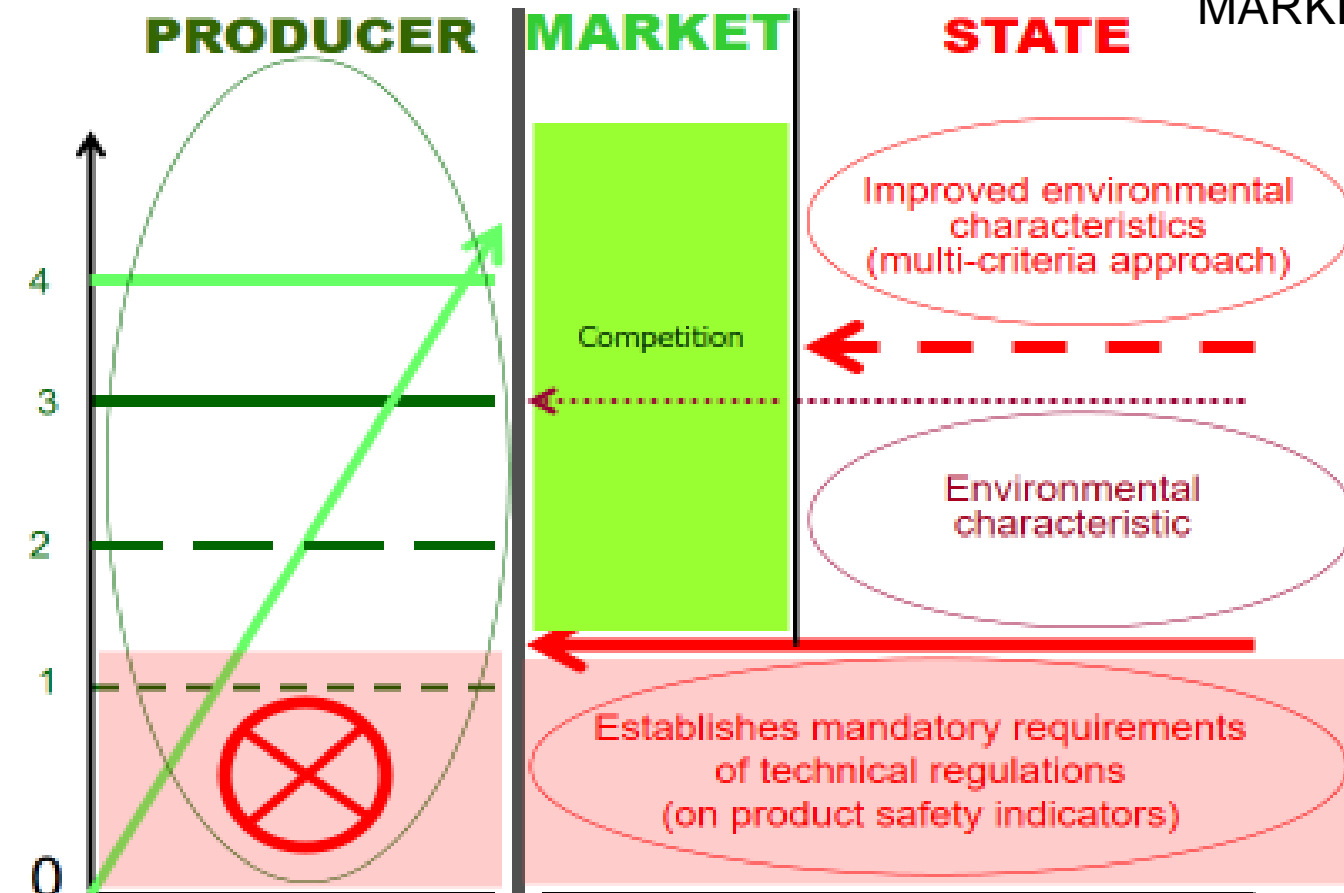 PRODUCER
MARKET
STATE
4
3
2
1
0
Competition
Improved environmental
characteristics
(multi-criteria approach)
Environmental
characteristic
Establishes mandatory requirements
of technical regulations
(on product safety indicators)